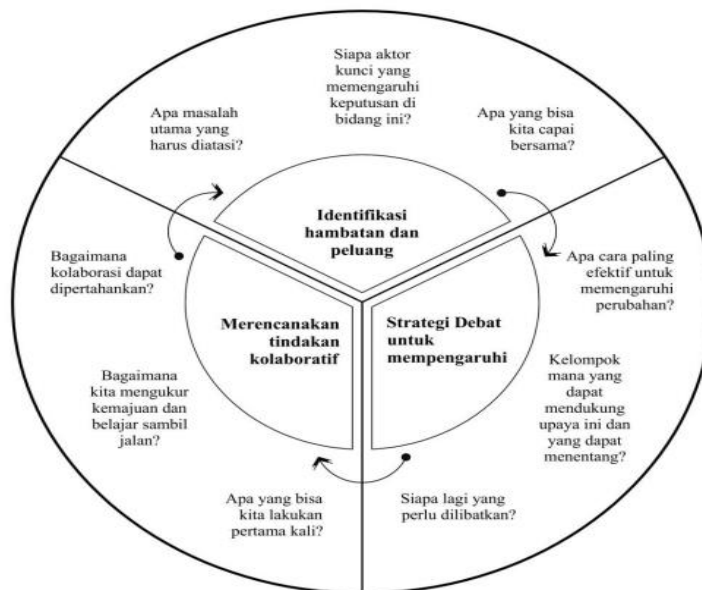 Siapa aktor
kunci yang
memengaruhi
keputusan di
bidang ini?
Apa masalah
utama yang
harus diatasi?
Apa yang bisa
kita capai
bersama?
Identifikasi
hambatan dan
peluang
Bagaimana
kolaborasi dapat
dipertahankan?
Apa cara paling
efektif untuk
memengaruhi
perubahan?
Merencanakan
tindakan
kolaboratif
Strategi Debat
untuk
mempengaruhi
Bagaimana
kita mengukur
kemajuan dan
belajar sambil
jalan?
Kelompok
mana yang
dapat
mendukung
upaya ini dan
yang dapat
menentang?
Apa yang bisa
kita lakukan
pertama kali?
Siapa lagi yang
perlu dilibatkan?